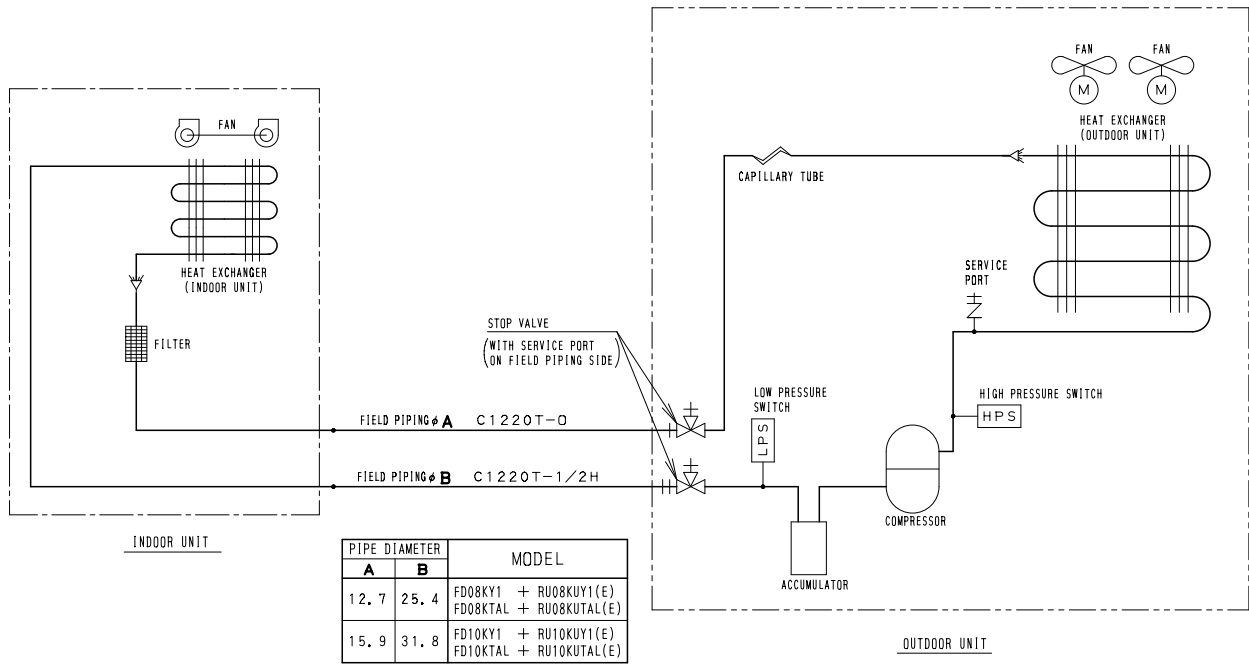 FAN FAN
M M
HEAT EXCHANGER
(OUTDOOR UNIT)
FAN
CAPILLARY TUBE
HEAT EXCHANGER
(INDOOR UNIT)
SERVICE
PORT
FILTER
STOP VALVE
(WITH SERVICE PORT
ON FIELD PIPING SIDE)
LOW PRESSURE
SWITCH
LPS
HIGH PRESSURE SWITCH
HPS
FIELD PIPINGφA C1220T-O
FIELD PIPINGφB C1220T-1/2H
COMPRESSOR
ACCUMULATOR
INDOOR UNIT
OUTDOOR UNIT
PIPE DIAMETER MODEL
A B
12.7 25.4 FD08KY1 + RU08KUY1(E)
FD08KTAL + RU08KUTAL(E)
15.9 31.8 FD10KY1 + RU10KUY1(E)
FD10KTAL + RU10KUTAL(E)